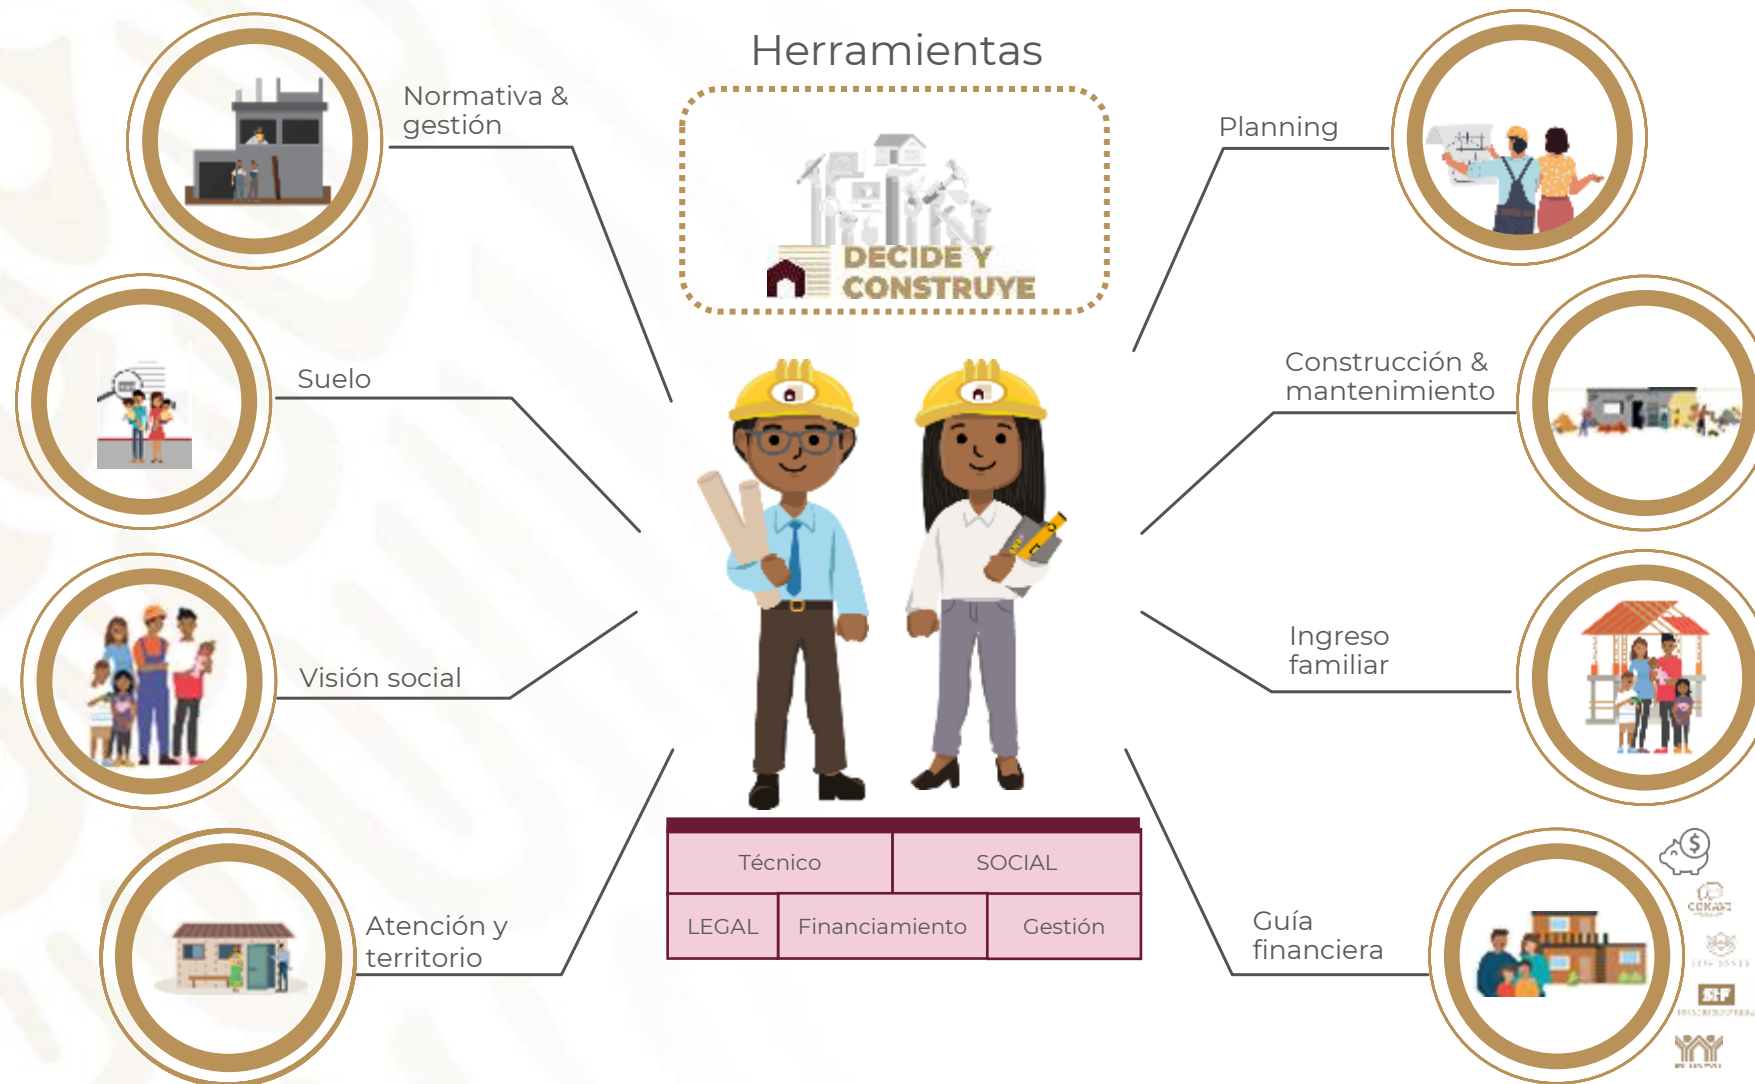 Herramientas
DECIDE Y
CONSTRUYE
Normativa &
gestión
Suelo
Visión social
Atención y
territorio
Planning
Construcción &
mantenimiento
Ingreso
familiar
Guía
financiera
Técnico
SOCIAL
LEGAL
Financiamiento
Gestión
$
SHF